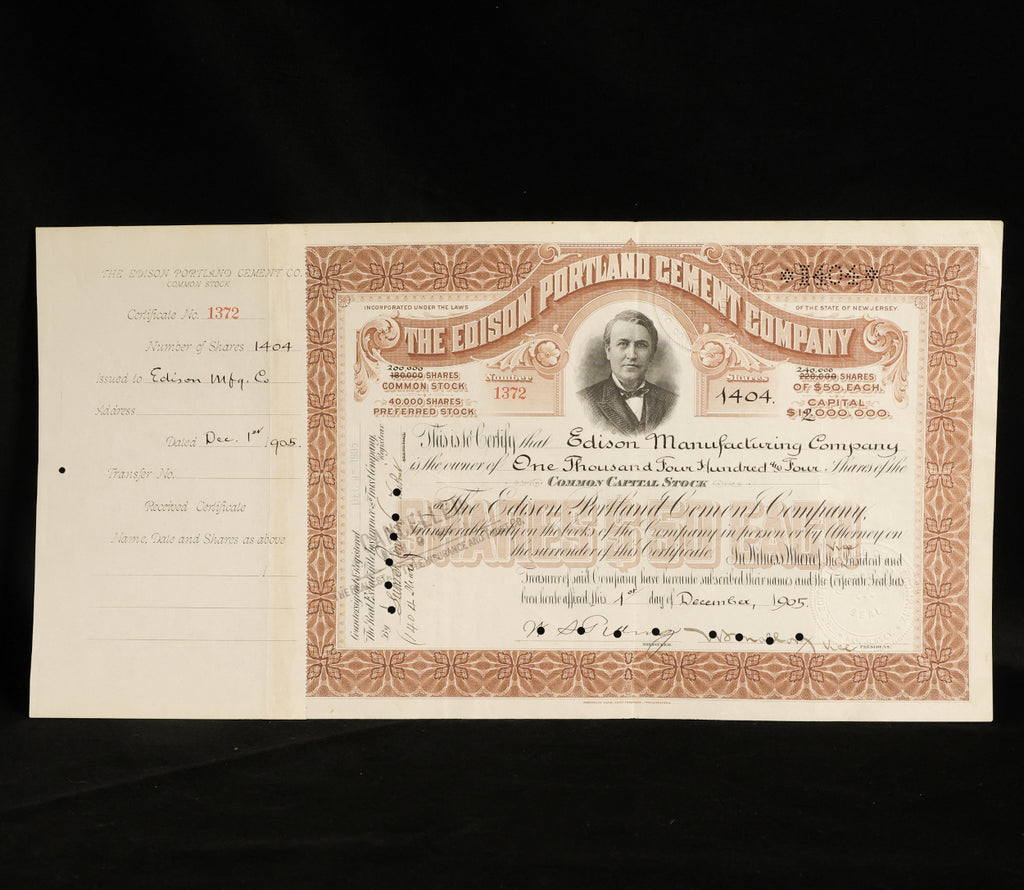 THE EDISON PORTLAND CEMENT CO.
COMMON STOCK
Certificate No. 1372
Number of Shares 1404
Issued to Edison Mfg. Co
Address
Dated Dec. 1st 1905.
Transfer No.
Received Certificate
Name, Date and Shares as above
*1404*
THE EDISON PORTLAND CEMENT COMPANY
INCORPORATED UNDER THE LAWS
OF THE STATE OF NEW JERSEY.
200,000
180,000 SHARES
COMMON STOCK
40,000 SHARES
PREFERRED STOCK
Number
1372
Shares
1404.
240,000
220,000 SHARES
OF $50. EACH.
CAPITAL
$12,000,000.
This is to Certify that Edison Manufacturing Company
is the owner of One Thousand Four Hundred and Four Shares of the
COMMON CAPITAL STOCK
of The Edison Portland Cement Company,
transferable only on the books of the Company in person or by Attorney on
the surrender of this Certificate.
In Witness Whereof the Vice President and
Treasurer of said Company have hereunto subscribed their names and the Corporate Seal has
been hereto affixed this 1st day of December, 1905.
TREASURER.
Vice PRESIDENT.
SEAL
Countersigned & Registered
Registrar
By